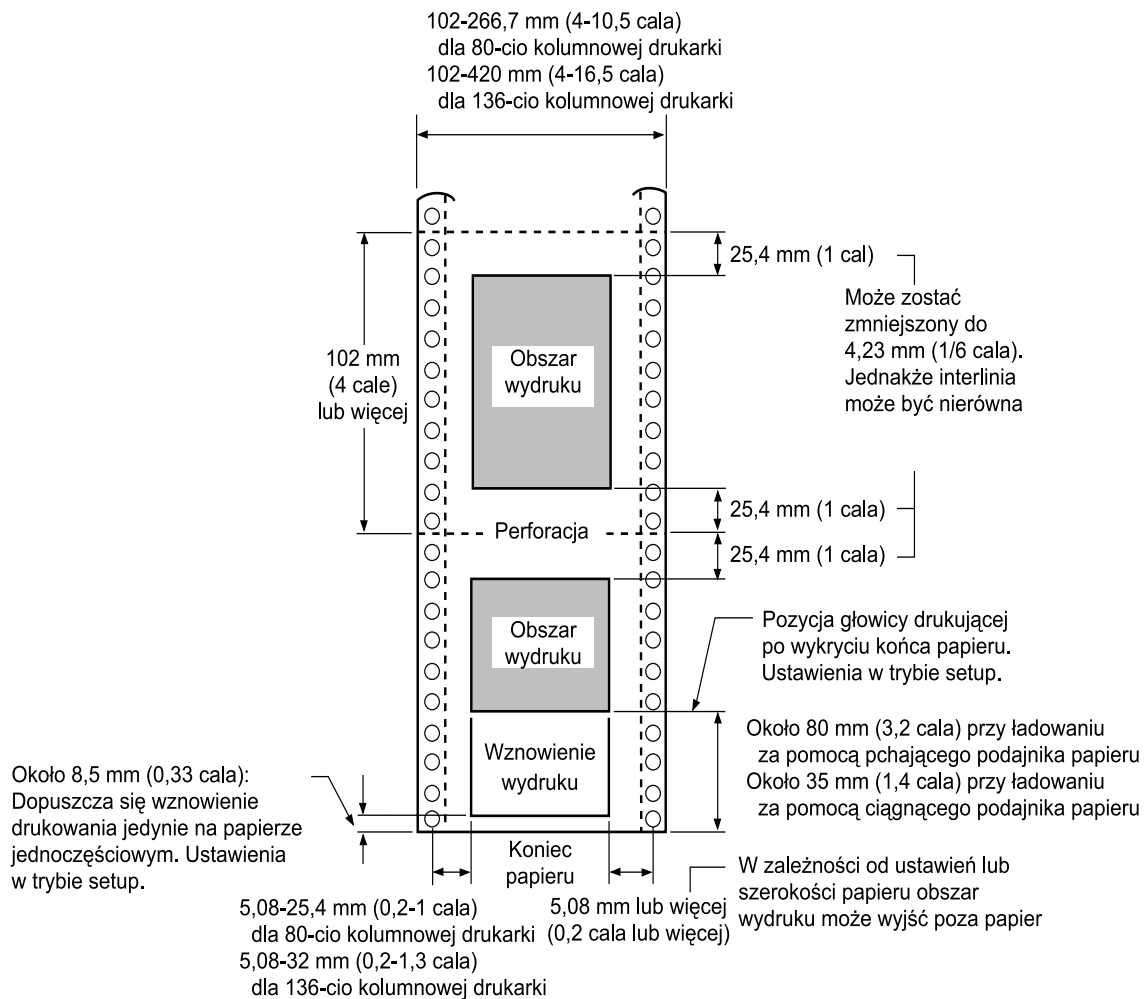 102-266,7 mm (4-10,5 cala)
dla 80-cio kolumnowej drukarki
102-420 mm (4-16,5 cala)
dla 136-cio kolumnowej drukarki
25,4 mm (1 cal)
Może zostać
zmniejszony do
4,23 mm (1/6 cala).
Jednakże interlinia
może być nierówna
102 mm
(4 cale)
lub więcej
Obszar
wydruku
25,4 mm (1 cala)
Perforacja
25,4 mm (1 cala)
Obszar
wydruku
Pozycja głowicy drukującej
po wykryciu końca papieru.
Ustawienia w trybie setup.
Wznowienie
wydruku
Około 80 mm (3,2 cala) przy ładowaniu
za pomocą pchającego podajnika papieru
Około 35 mm (1,4 cala) przy ładowaniu
za pomocą ciągnącego podajnika papieru
Około 8,5 mm (0,33 cala):
Dopuszcza się wznowienie
drukowania jedynie na papierze
jednoczęściowym. Ustawienia
w trybie setup.
Koniec
papieru
W zależności od ustawień lub
szerokości papieru obszar
wydruku może wyjść poza papier
5,08-25,4 mm (0,2-1 cala)
dla 80-cio kolumnowej drukarki
5,08-32 mm (0,2-1,3 cala)
dla 136-cio kolumnowej drukarki
5,08 mm lub więcej
(0,2 cala lub więcej)